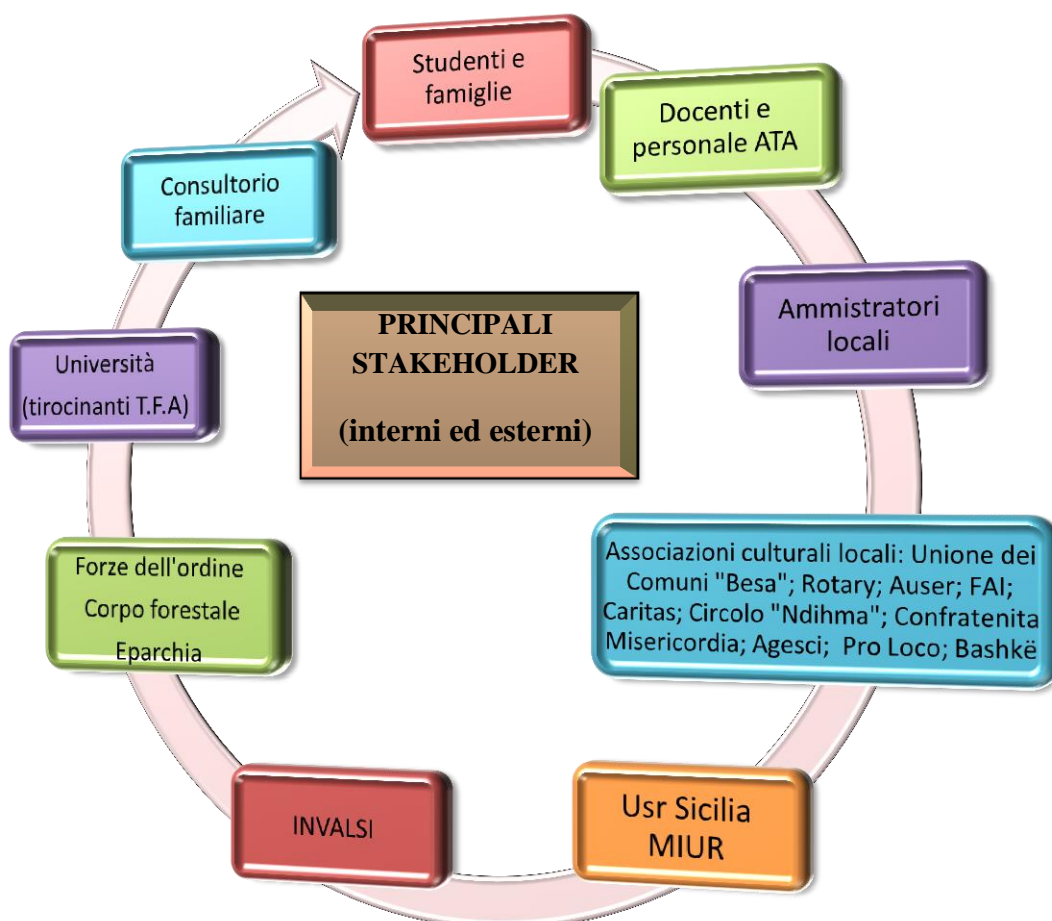 Studenti e
famiglie
Docenti e
personale ATA
Ammistratori
locali
Associazioni culturali locali: Unione dei
Comuni "Besa"; Rotary; Auser; FAI;
Caritas; Circolo "Ndihma"; Confratenita
Misericordia; Agesci;  Pro Loco; Bashkë
Usr Sicilia
MIUR
INVALSI
Forze dell'ordine
Corpo forestale
Eparchia
Università
(tirocinanti T.F.A)
Consultorio
familiare
PRINCIPALI
STAKEHOLDER
(interni ed esterni)